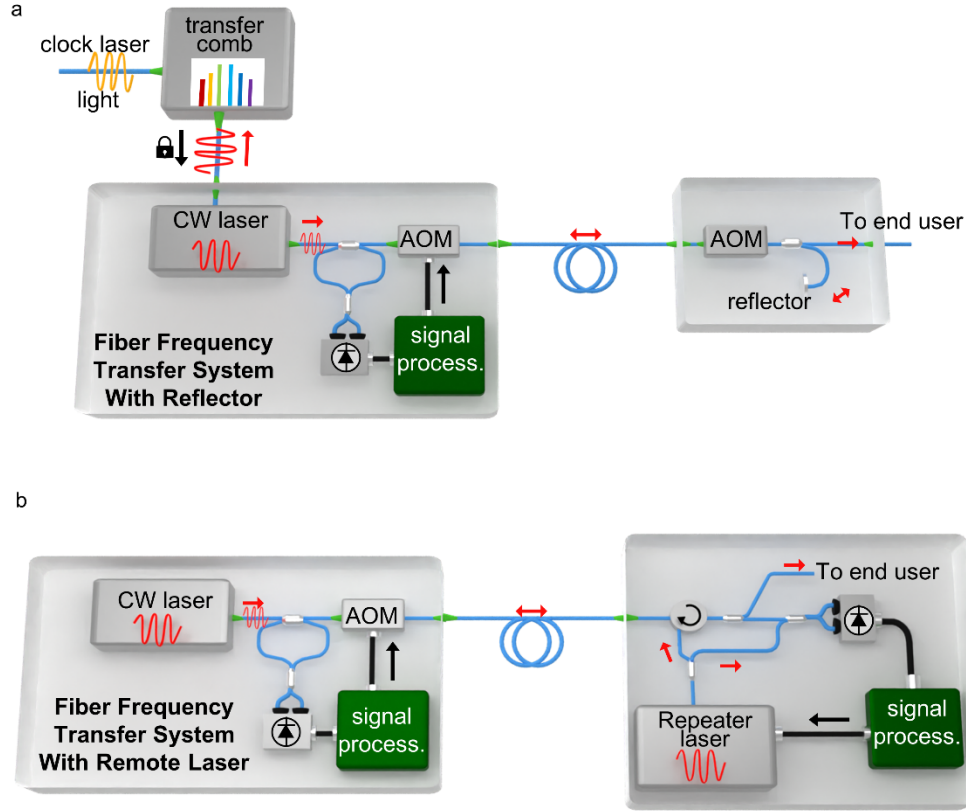 a
clock laser
light
transfer
comb
CW laser
AOM
signal
process.
Fiber Frequency
Transfer System
With Reflector
AOM
To end user
reflector
b
CW laser
AOM
signal
process.
Fiber Frequency
Transfer System
With Remote Laser
To end user
Repeater
laser
signal
process.